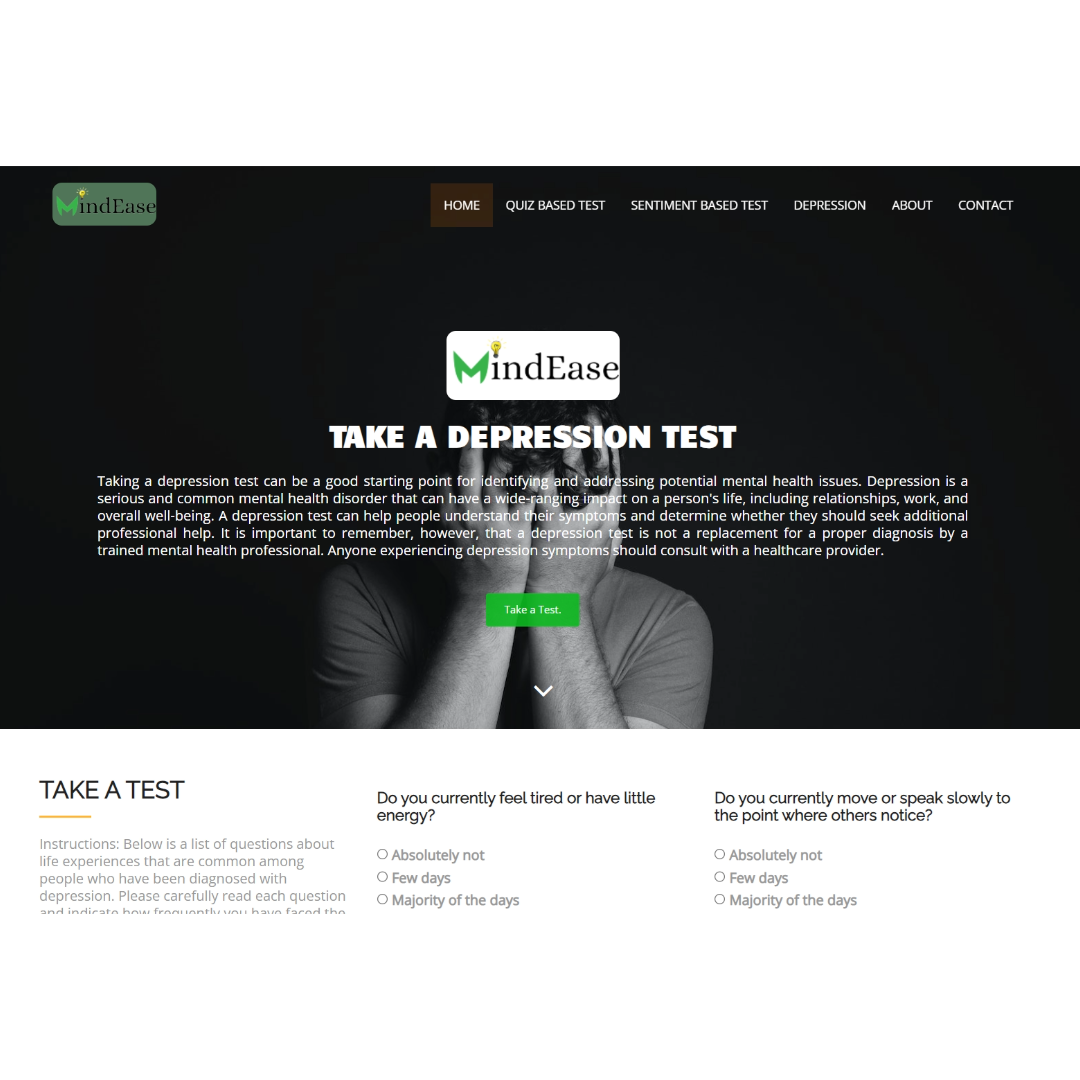 MindEase
HOME QUIZ BASED TEST SENTIMENT BASED TEST DEPRESSION ABOUT CONTACT
MindEase
TAKE A DEPRESSION TEST
Taking a depression test can be a good starting point for identifying and addressing potential mental health issues. Depression is a
serious and common mental health disorder that can have a wide-ranging impact on a person's life, including relationships, work, and
overall well-being. A depression test can help people understand their symptoms and determine whether they should seek additional
professional help. It is important to remember, however, that a depression test is not a replacement for a proper diagnosis by a
trained mental health professional. Anyone experiencing depression symptoms should consult with a healthcare provider.
Take a Test.
TAKE A TEST
Instructions: Below is a list of questions about
life experiences that are common among
people who have been diagnosed with
depression. Please carefully read each question
and indicate how frequently you have faced the
Do you currently feel tired or have little
energy?
Absolutely not
Few days
Majority of the days
Do you currently move or speak slowly to
the point where others notice?
Absolutely not
Few days
Majority of the days